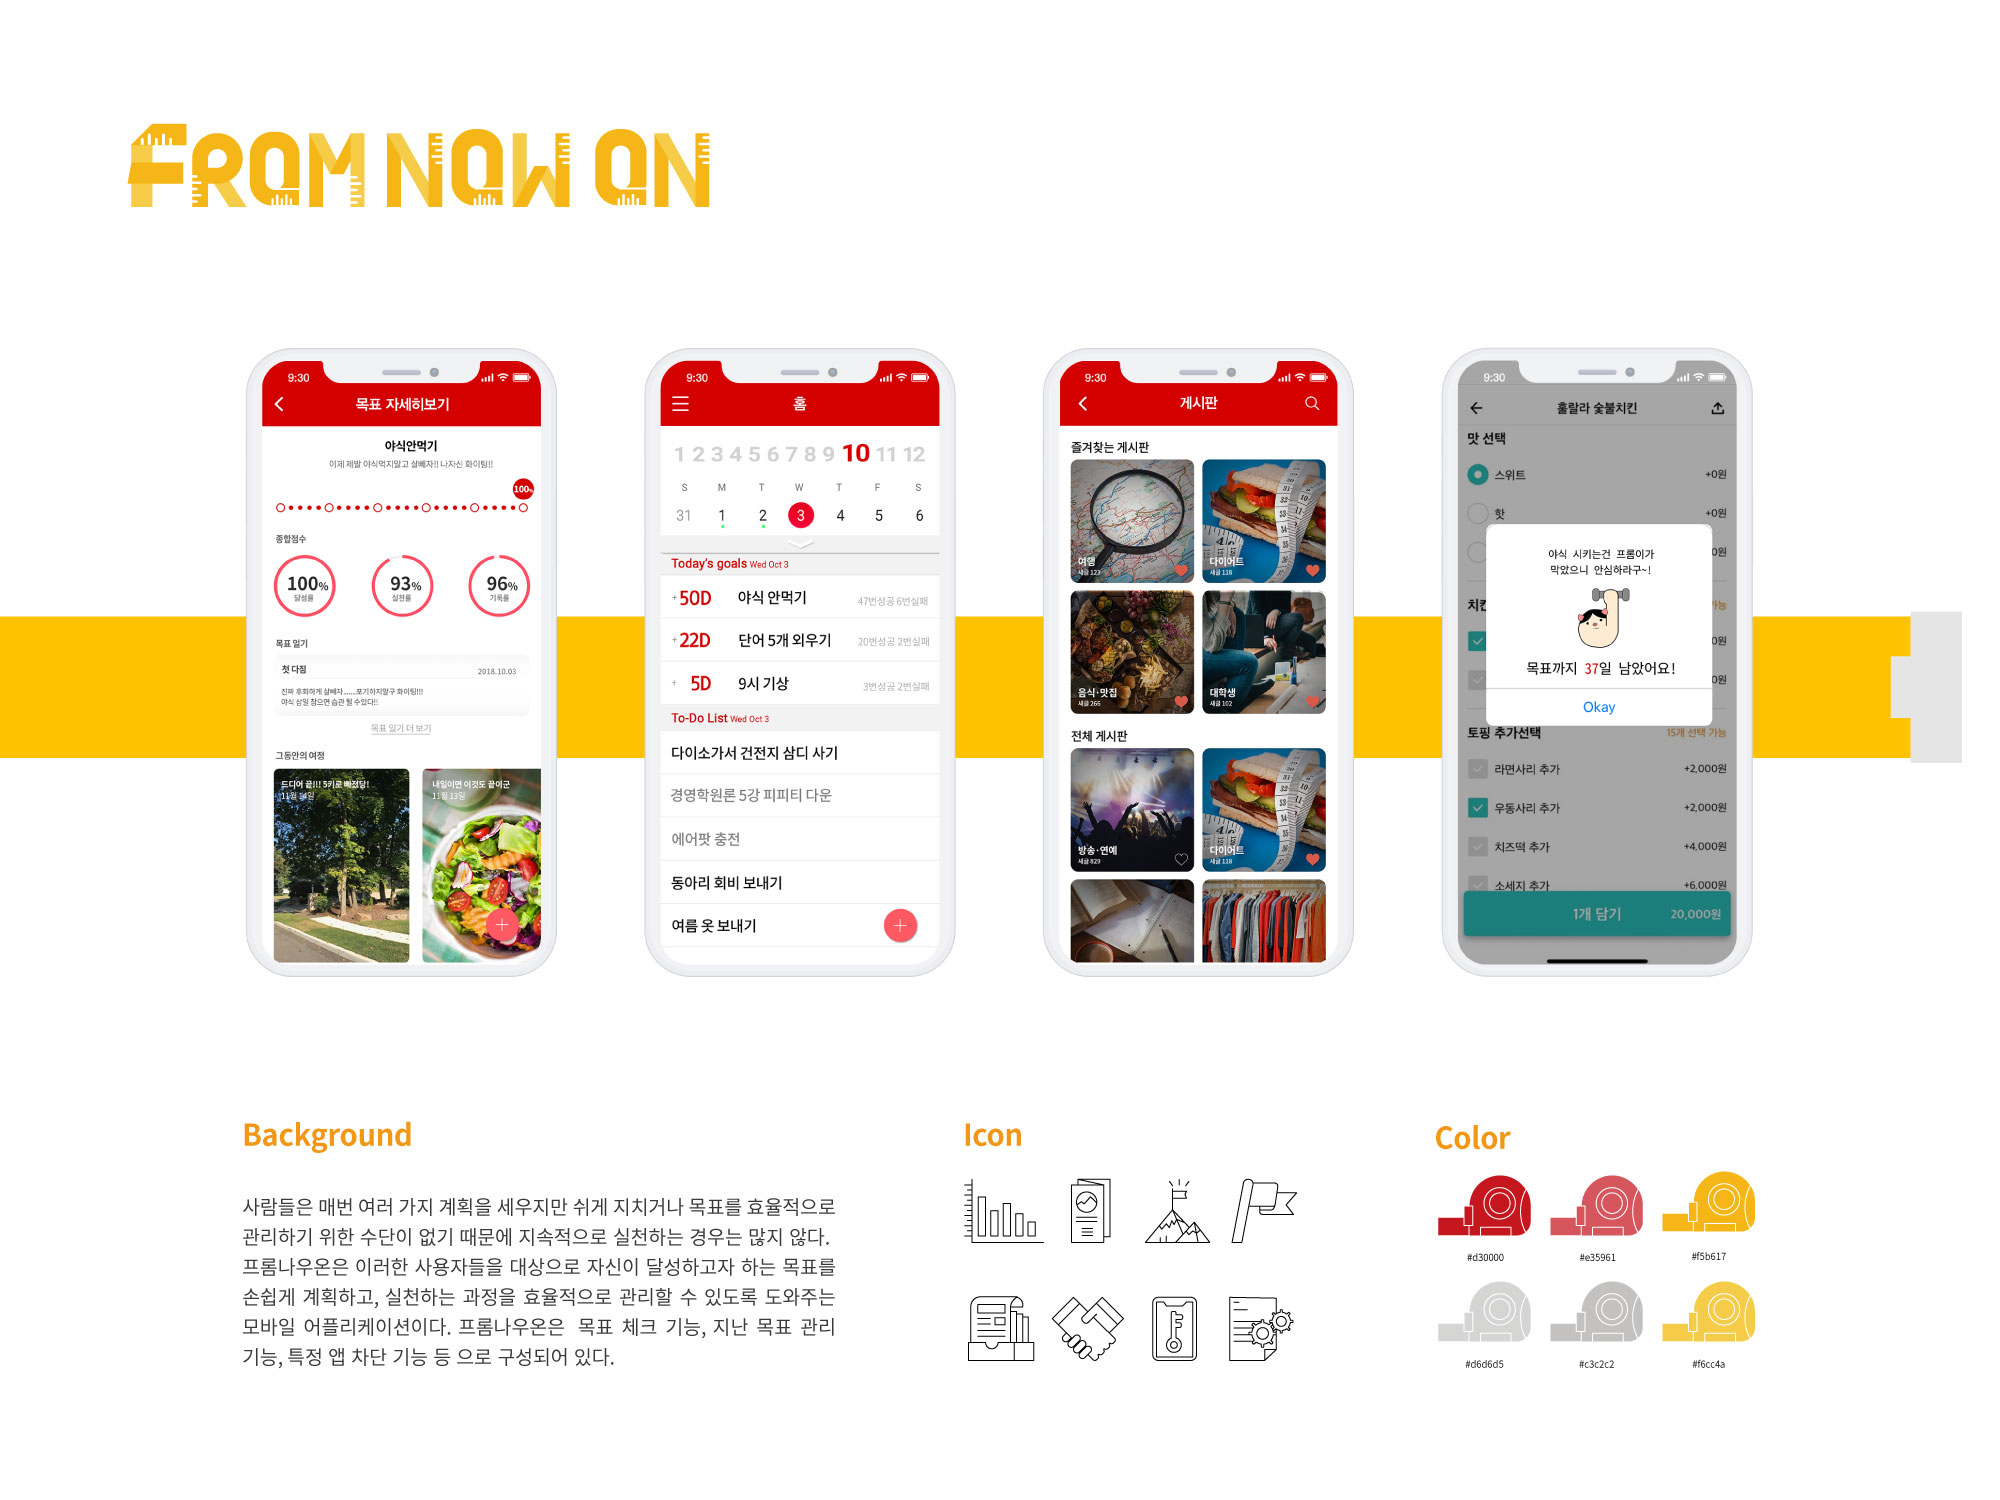 FROM NOW ON
9:30
목표 자세히보기
야식안먹기
이제 제발 야식먹지말고 살빼자!! 나자신 화이팅!!
100%
종합점수
100%
달성률
93%
실천률
96%
기록률
목표 일기
첫 다짐
2018.10.03
진짜 후회하게 살빼자......포기하지말구 화이팅!!!
야식 삼일 참으면 습관 될 수있다!!
목표 일기 더 보기
그동안의 여정
드디어 끝!!! 5키로 빠졌당!
11월 14일
내일이면 이것도 끝이군
11월 13일
9:30
홈
1 2 3 4 5 6 7 8 9 10 11 12
S M T W T F S
31 1 2 3 4 5 6
Today's goals Wed Oct 3
+50D 야식 안먹기 47번성공 6번실패
+22D 단어 5개 외우기 20번성공 2번실패
+ 5D 9시 기상 3번성공 2번실패
To-Do List Wed Oct 3
다이소가서 건전지 삼디 사기
경영학원론 5강 피피티 다운
에어팟 충전
동아리 회비 보내기
여름 옷 보내기
9:30
게시판
즐겨찾는 게시판
여행
새글 123
다이어트
새글 118
음식·맛집
새글 266
대학생
새글 102
전체 게시판
방송·연예
새글 829
다이어트
새글 118
9:30
훌랄라 숯불치킨
맛 선택
스위트 +0원
핫 +0원
0원
야식 시키는건 프롬이가
막았으니 안심하라구~!
치킨
가능
0원
목표까지 37일 남았어요!
0원
Okay
토핑 추가선택 15개 선택 가능
라면사리 추가 +2,000원
우동사리 추가 +2,000원
치즈떡 추가 +4,000원
소세지 추가 +6,000원
1개 담기 20,000원
Background
사람들은 매번 여러 가지 계획을 세우지만 쉬게 지치거나 목표를 효율적으로
관리하기 위한 수단이 없기 때문에 지속적으로 실천하는 경우는 많지 않다.
프롬나우온은 이러한 사용자들을 대상으로 자신이 달성하고자 하는 목표를
손쉽게 계획하고, 실천하는 과정을 효율적으로 관리할 수 있도록 도와주는
모바일 어플리케이션이다. 프롬나우온은 목표 체크 기능, 지난 목표 관리
기능, 특정 앱 차단 기능 등 으로 구성되어 있다.
Icon
Color
#d30000
#e35961
#f5b617
#d6d6d5
#c3c2c2
#f6cc4a